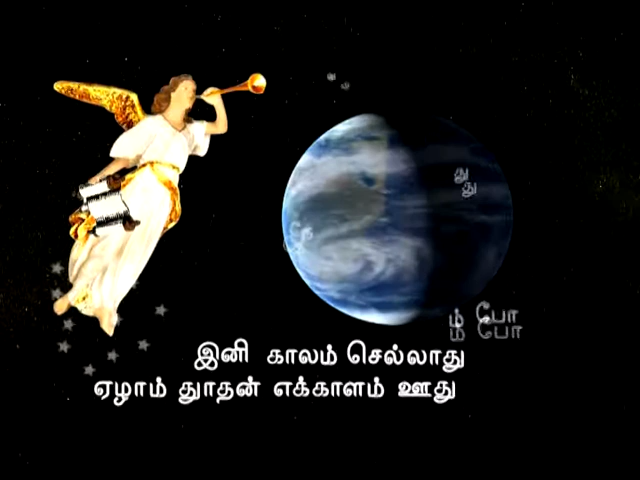 இனி காலம் செல்லாது
ஏழாம் தூதன் எக்காளம் ஊது
ம் போ
து